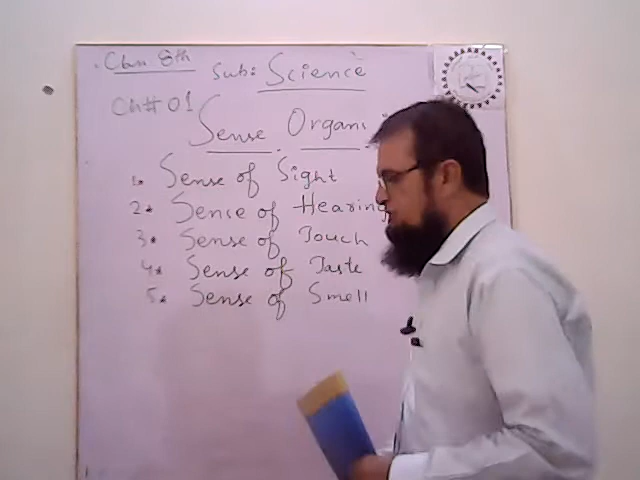 Class 8th Sub: Science
Ch# 01
Sense Organ
1. Sense of Sight
2. Sense of Hearing
3. Sense of Touch
4. Sense of Taste
5. Sense of Smell